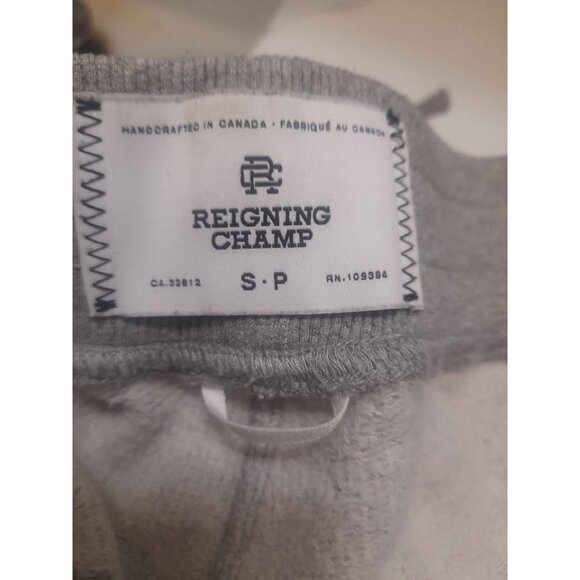 HANDCRAFTED IN CANADA · FABRIQUÉ AU CANADA
RC
REIGNING
CHAMP
CA.32812 S·P RN.109384